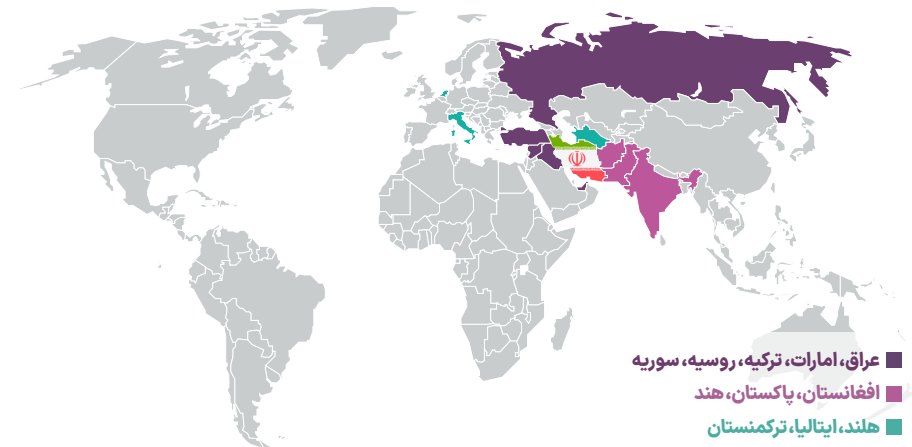 عراق، امارات، ترکیه، روسیه، سوریه
افغانستان، پاکستان، هند
هلند، ایتالیا، ترکمنستان